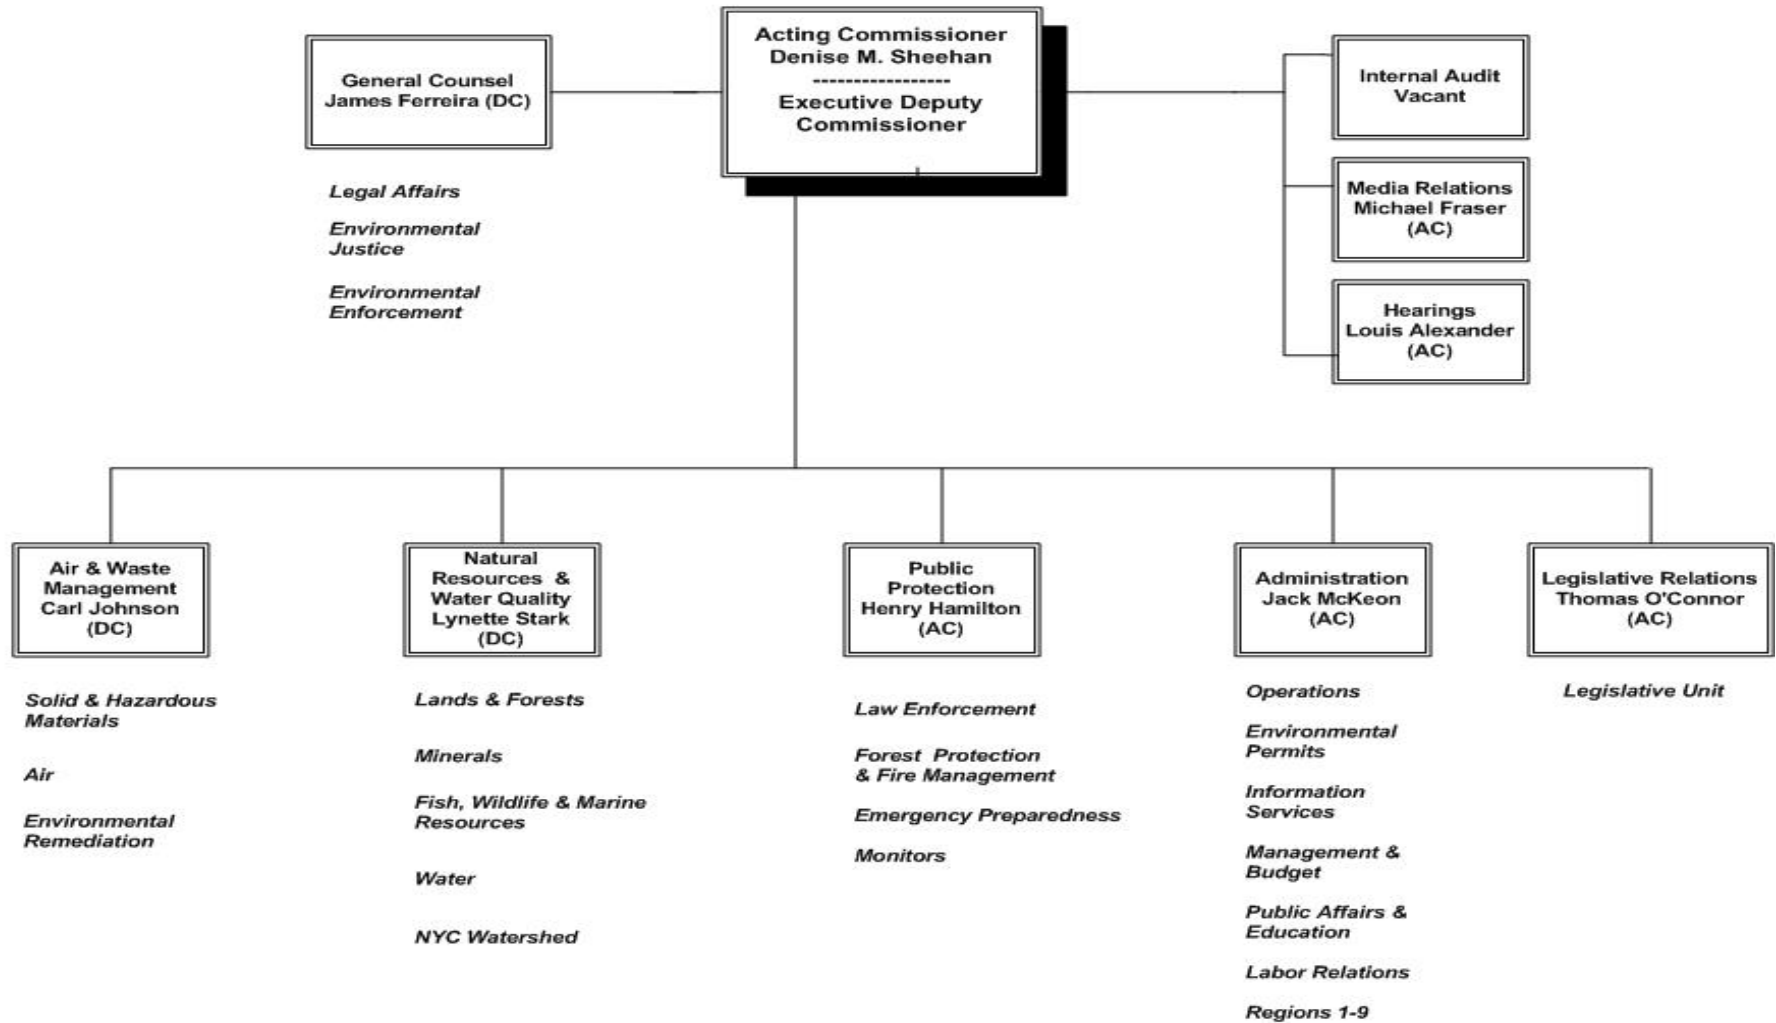 Acting Commissioner
Denise M. Sheehan
-----------------
Executive Deputy
Commissioner
General Counsel
James Ferreira (DC)
Legal Affairs
Environmental
Justice
Environmental
Enforcement
Internal Audit
Vacant
Media Relations
Michael Fraser
(AC)
Hearings
Louis Alexander
(AC)
Air & Waste
Management
Carl Johnson
(DC)
Solid & Hazardous
Materials
Air
Environmental
Remediation
Natural
Resources &
Water Quality
Lynette Stark
(DC)
Lands & Forests
Minerals
Fish, Wildlife & Marine
Resources
Water
NYC Watershed
Public
Protection
Henry Hamilton
(AC)
Law Enforcement
Forest Protection
& Fire Management
Emergency Preparedness
Monitors
Administration
Jack McKeon
(AC)
Operations
Environmental
Permits
Information
Services
Management &
Budget
Public Affairs &
Education
Labor Relations
Regions 1-9
Legislative Relations
Thomas O'Connor
(AC)
Legislative Unit